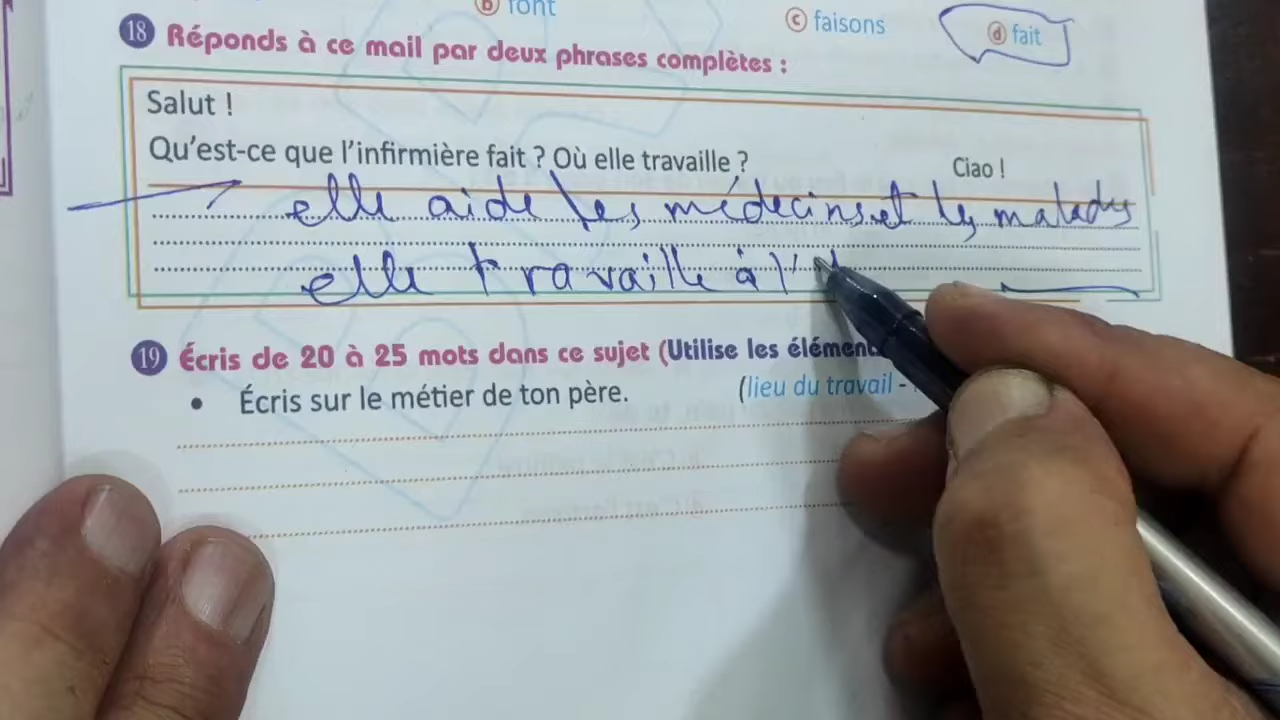 b font
c faisons
d fait
18 Réponds à ce mail par deux phrases complètes :
Salut !
Qu'est-ce que l'infirmière fait ? Où elle travaille ?
Ciao !
elle aide les médecins et les malades
elle travaille à l'
19 Écris de 20 à 25 mots dans ce sujet (Utilise les
• Écris sur le métier de ton père.
(lieu du travail -